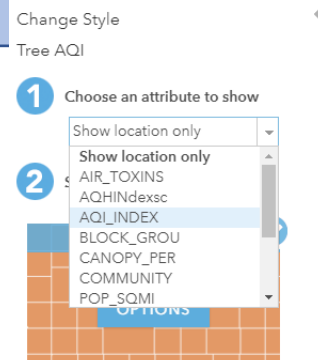 Change Style
Tree AQI
1 Choose an attribute to show
Show location only
Show location only
AIR_TOXINS
2 S
AQHINdexsc
AQI_INDEX
BLOCK_GROU
CANOPY_PER
COMMUNITY
POP_SQMI
OPTIONS